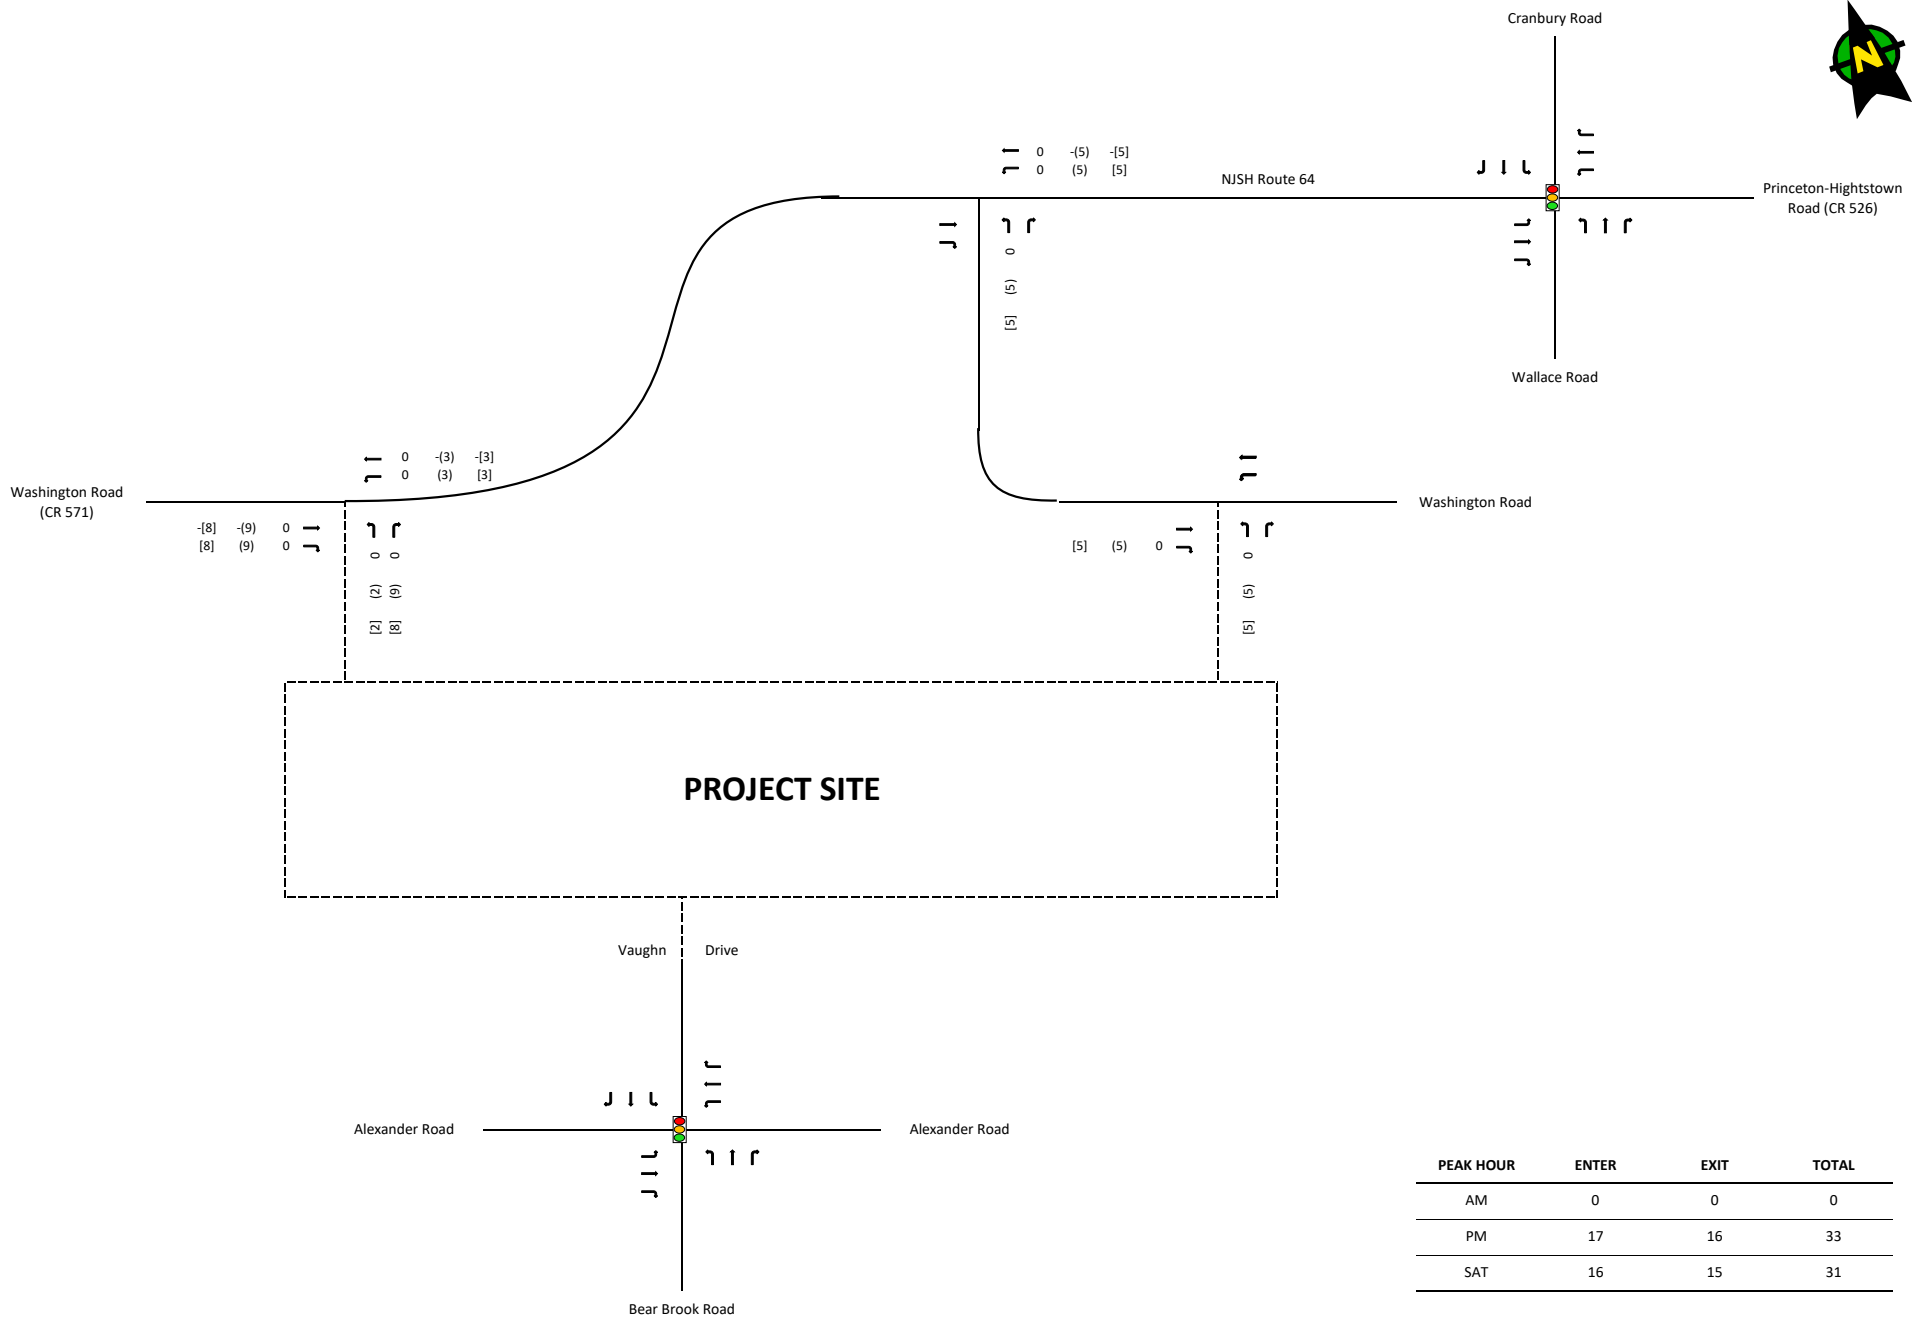 Cranbury Road
N
0 -(5) -[5]
0 (5) [5]
NJSH Route 64
Princeton-Hightstown
Road (CR 526)
0
(5)
[5]
Wallace Road
0 -(3) -[3]
0 (3) [3]
Washington Road
(CR 571)
Washington Road
-[8] -(9) 0
[8] (9) 0
[5] (5) 0
0 0
(2) (9)
[2] [8]
0
(5)
[5]
PROJECT SITE
Vaughn Drive
Alexander Road
Alexander Road
Bear Brook Road
PEAK HOUR ENTER EXIT TOTAL
AM 0 0 0
PM 17 16 33
SAT 16 15 31